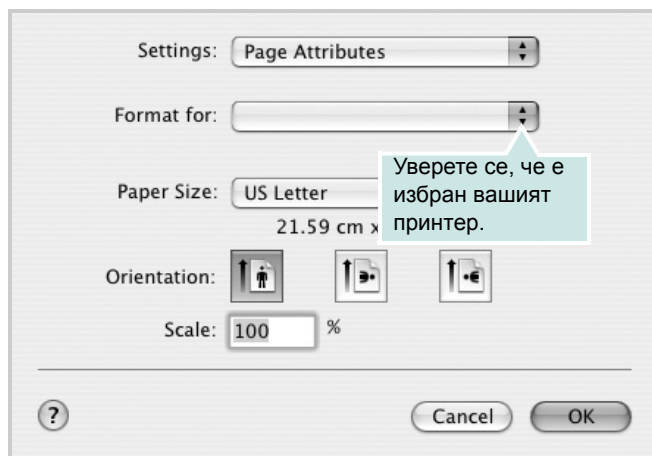 Settings: Page Attributes
Format for:
Уверете се, че е
избран вашият
принтер.
Paper Size: US Letter
21.59 cm x
Orientation:
Scale: 100 %
? Cancel OK